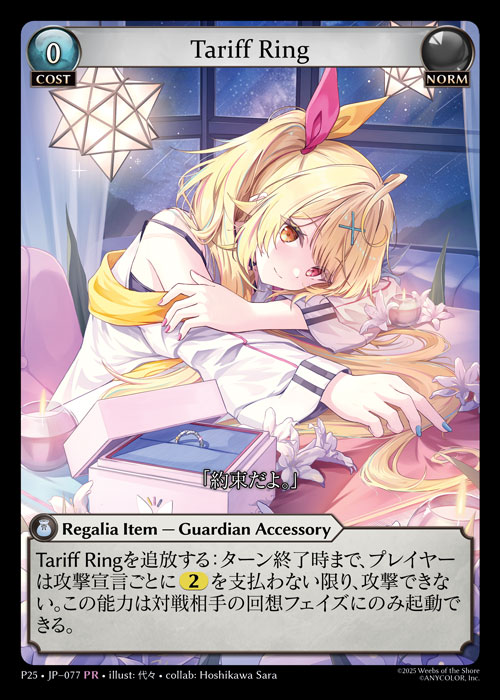 Tariff Ring
0
COST
NORM
「約束だよ。」
Regalia Item — Guardian Accessory
Tariff Ringを追放する:ターン終了時まで、プレイヤー
は攻撃宣言ごとに 2 を支払わない限り、攻撃できな
い。この能力は対戦相手の回想フェイズにのみ起動で
きる。
P25 • JP–077 PR • illust: 代々 • collab: Hoshikawa Sara
©2025 Weebs of the Shore
©ANYCOLOR, Inc.